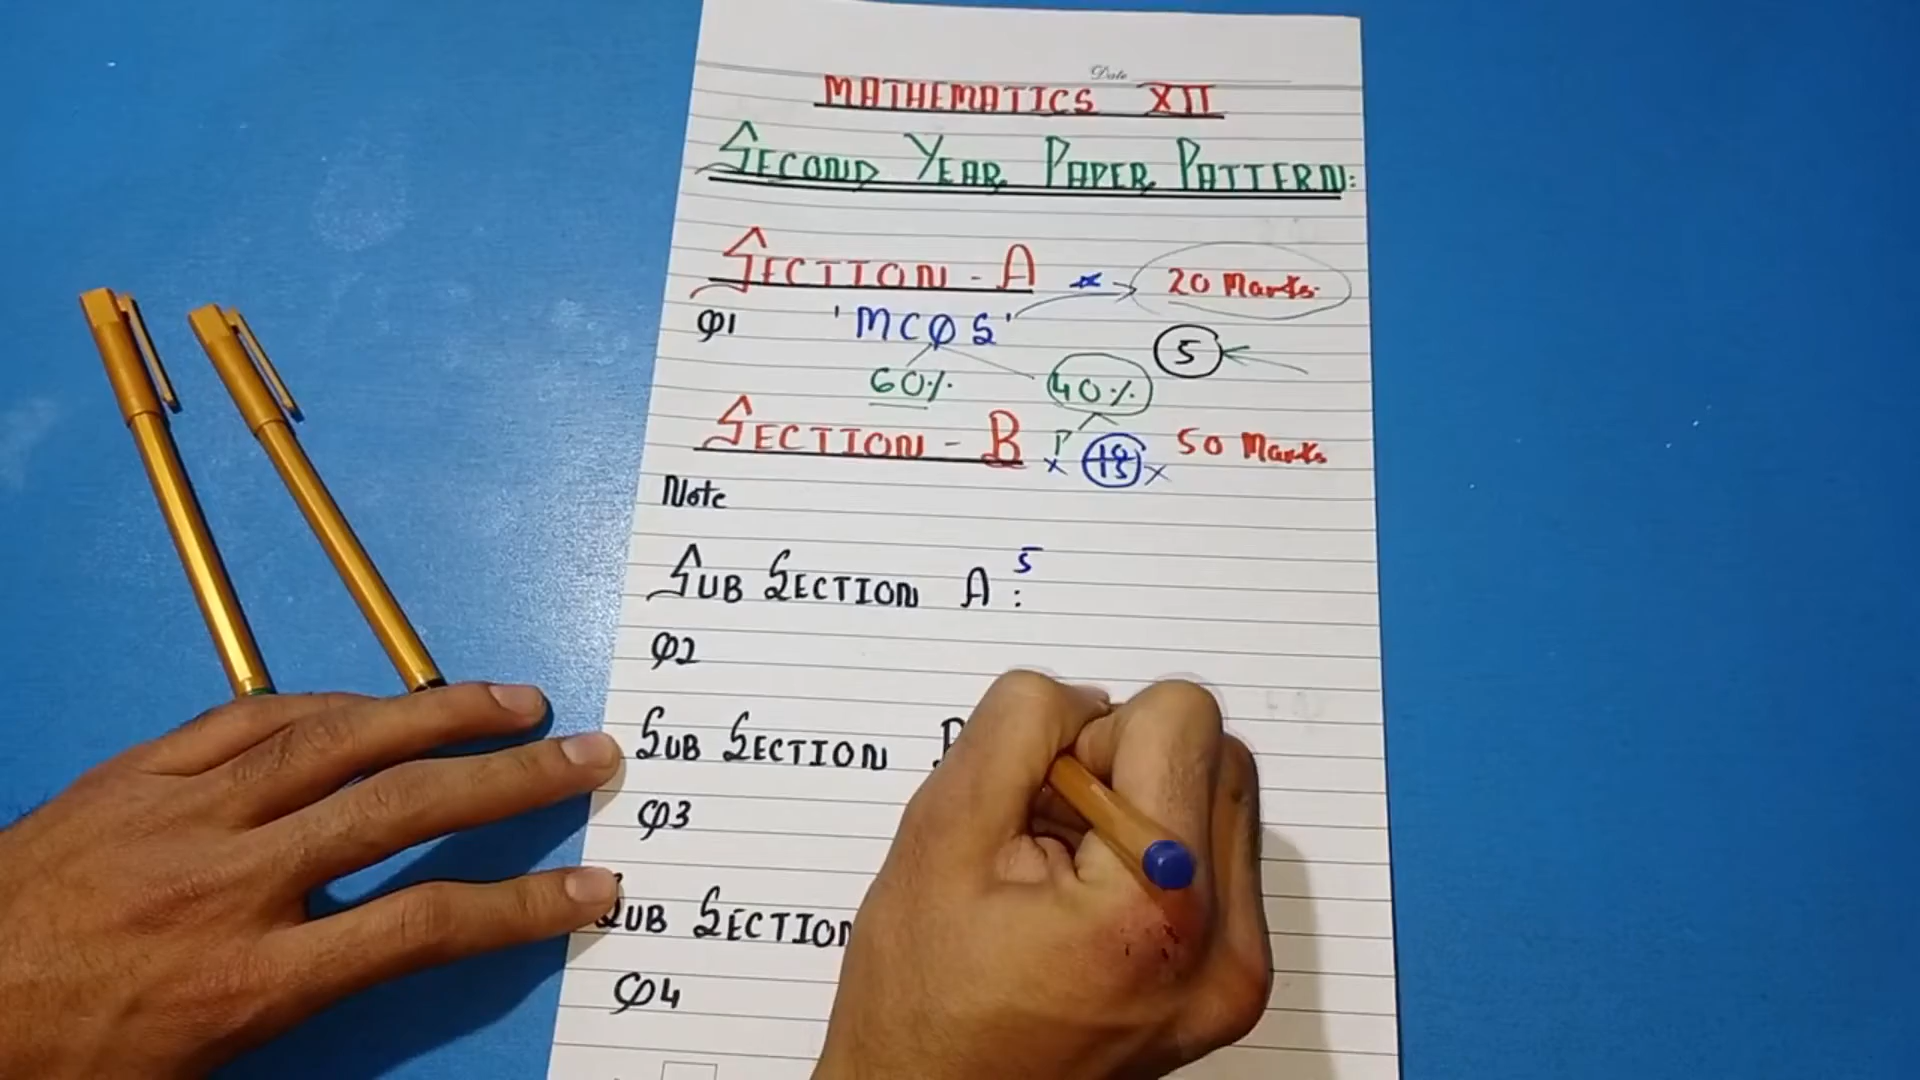 Date
MATHEMATICS XII
SECOND YEAR PAPER PATTERN:
SECTION - A 20 Marks
Q1 'MCQS' 5
60% 40%
SECTION - B 50 Marks
Note
SUB SECTION A : 5
Q2
SUB SECTION B
Q3
SUB SECTION
Q4